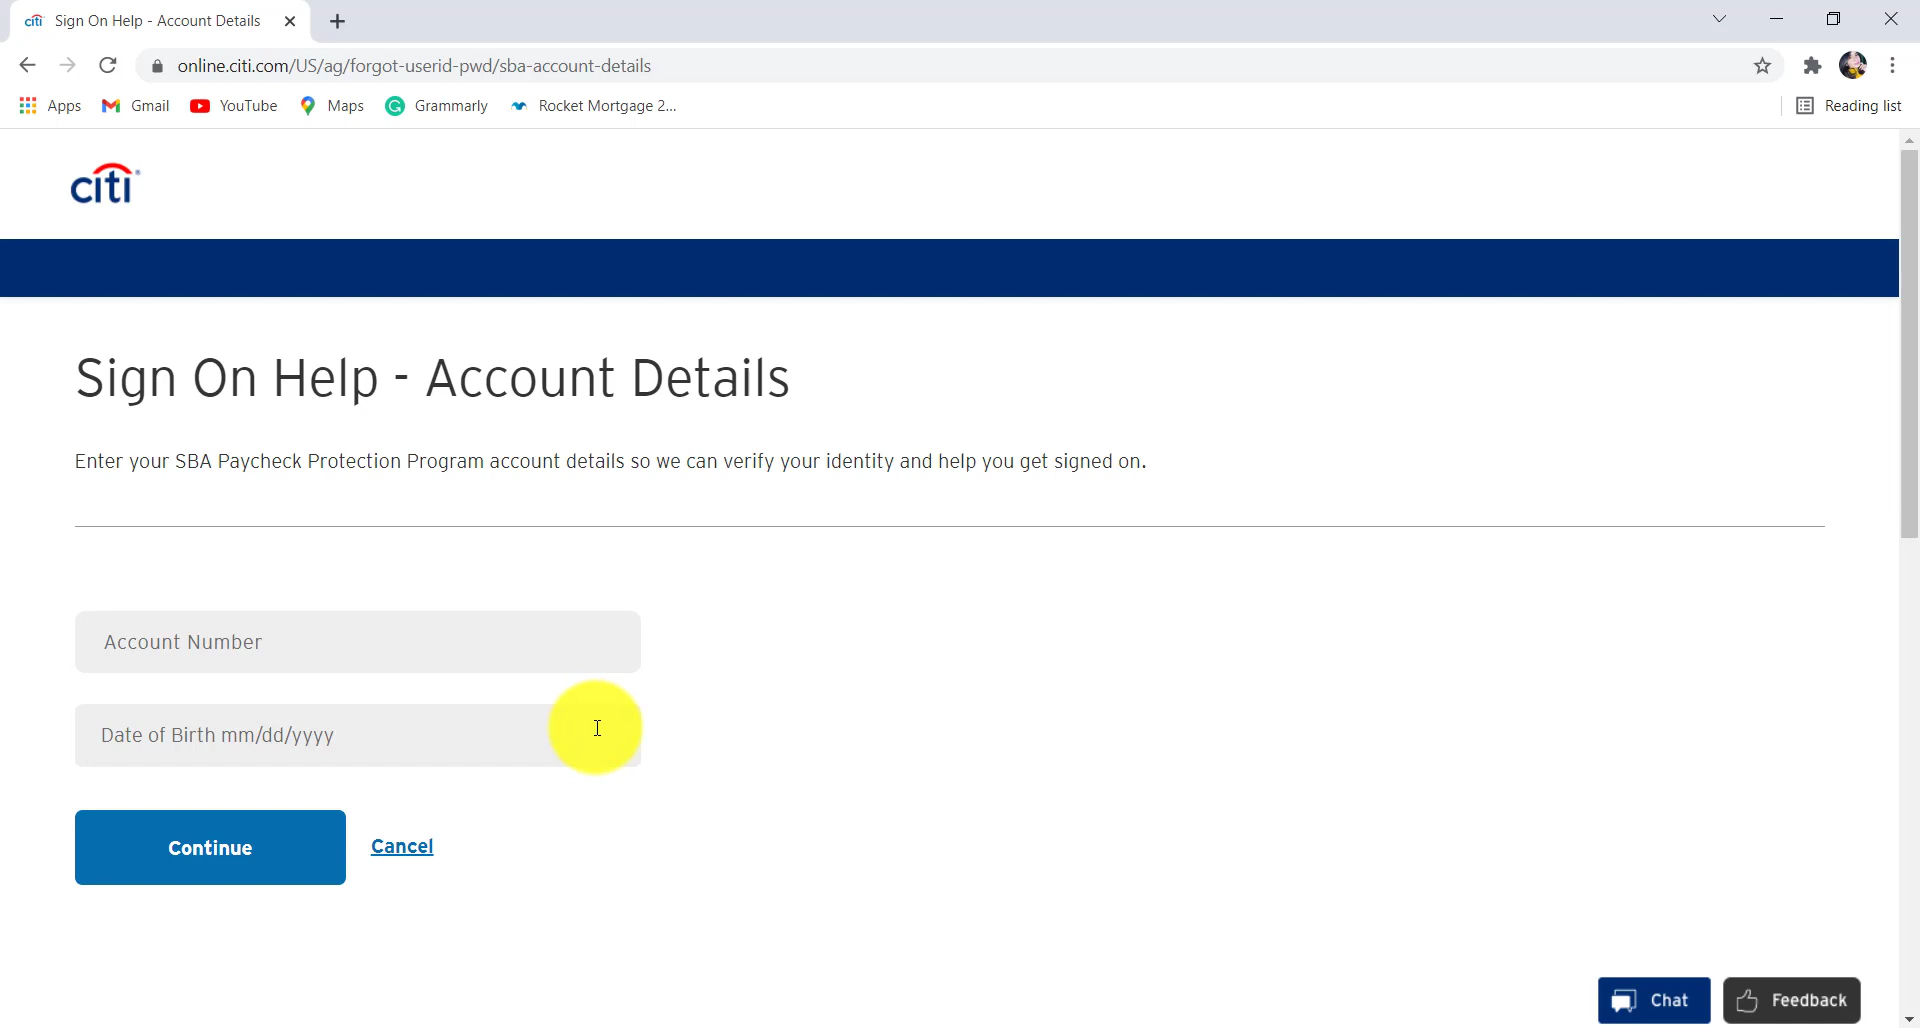 citi Sign On Help - Account Details
online.citi.com/US/ag/forgot-userid-pwd/sba-account-details
Apps Gmail YouTube Maps Grammarly Rocket Mortgage 2... Reading list
citi
Sign On Help - Account Details
Enter your SBA Paycheck Protection Program account details so we can verify your identity and help you get signed on.
Account Number
Date of Birth mm/dd/yyyy
Continue Cancel
Chat Feedback